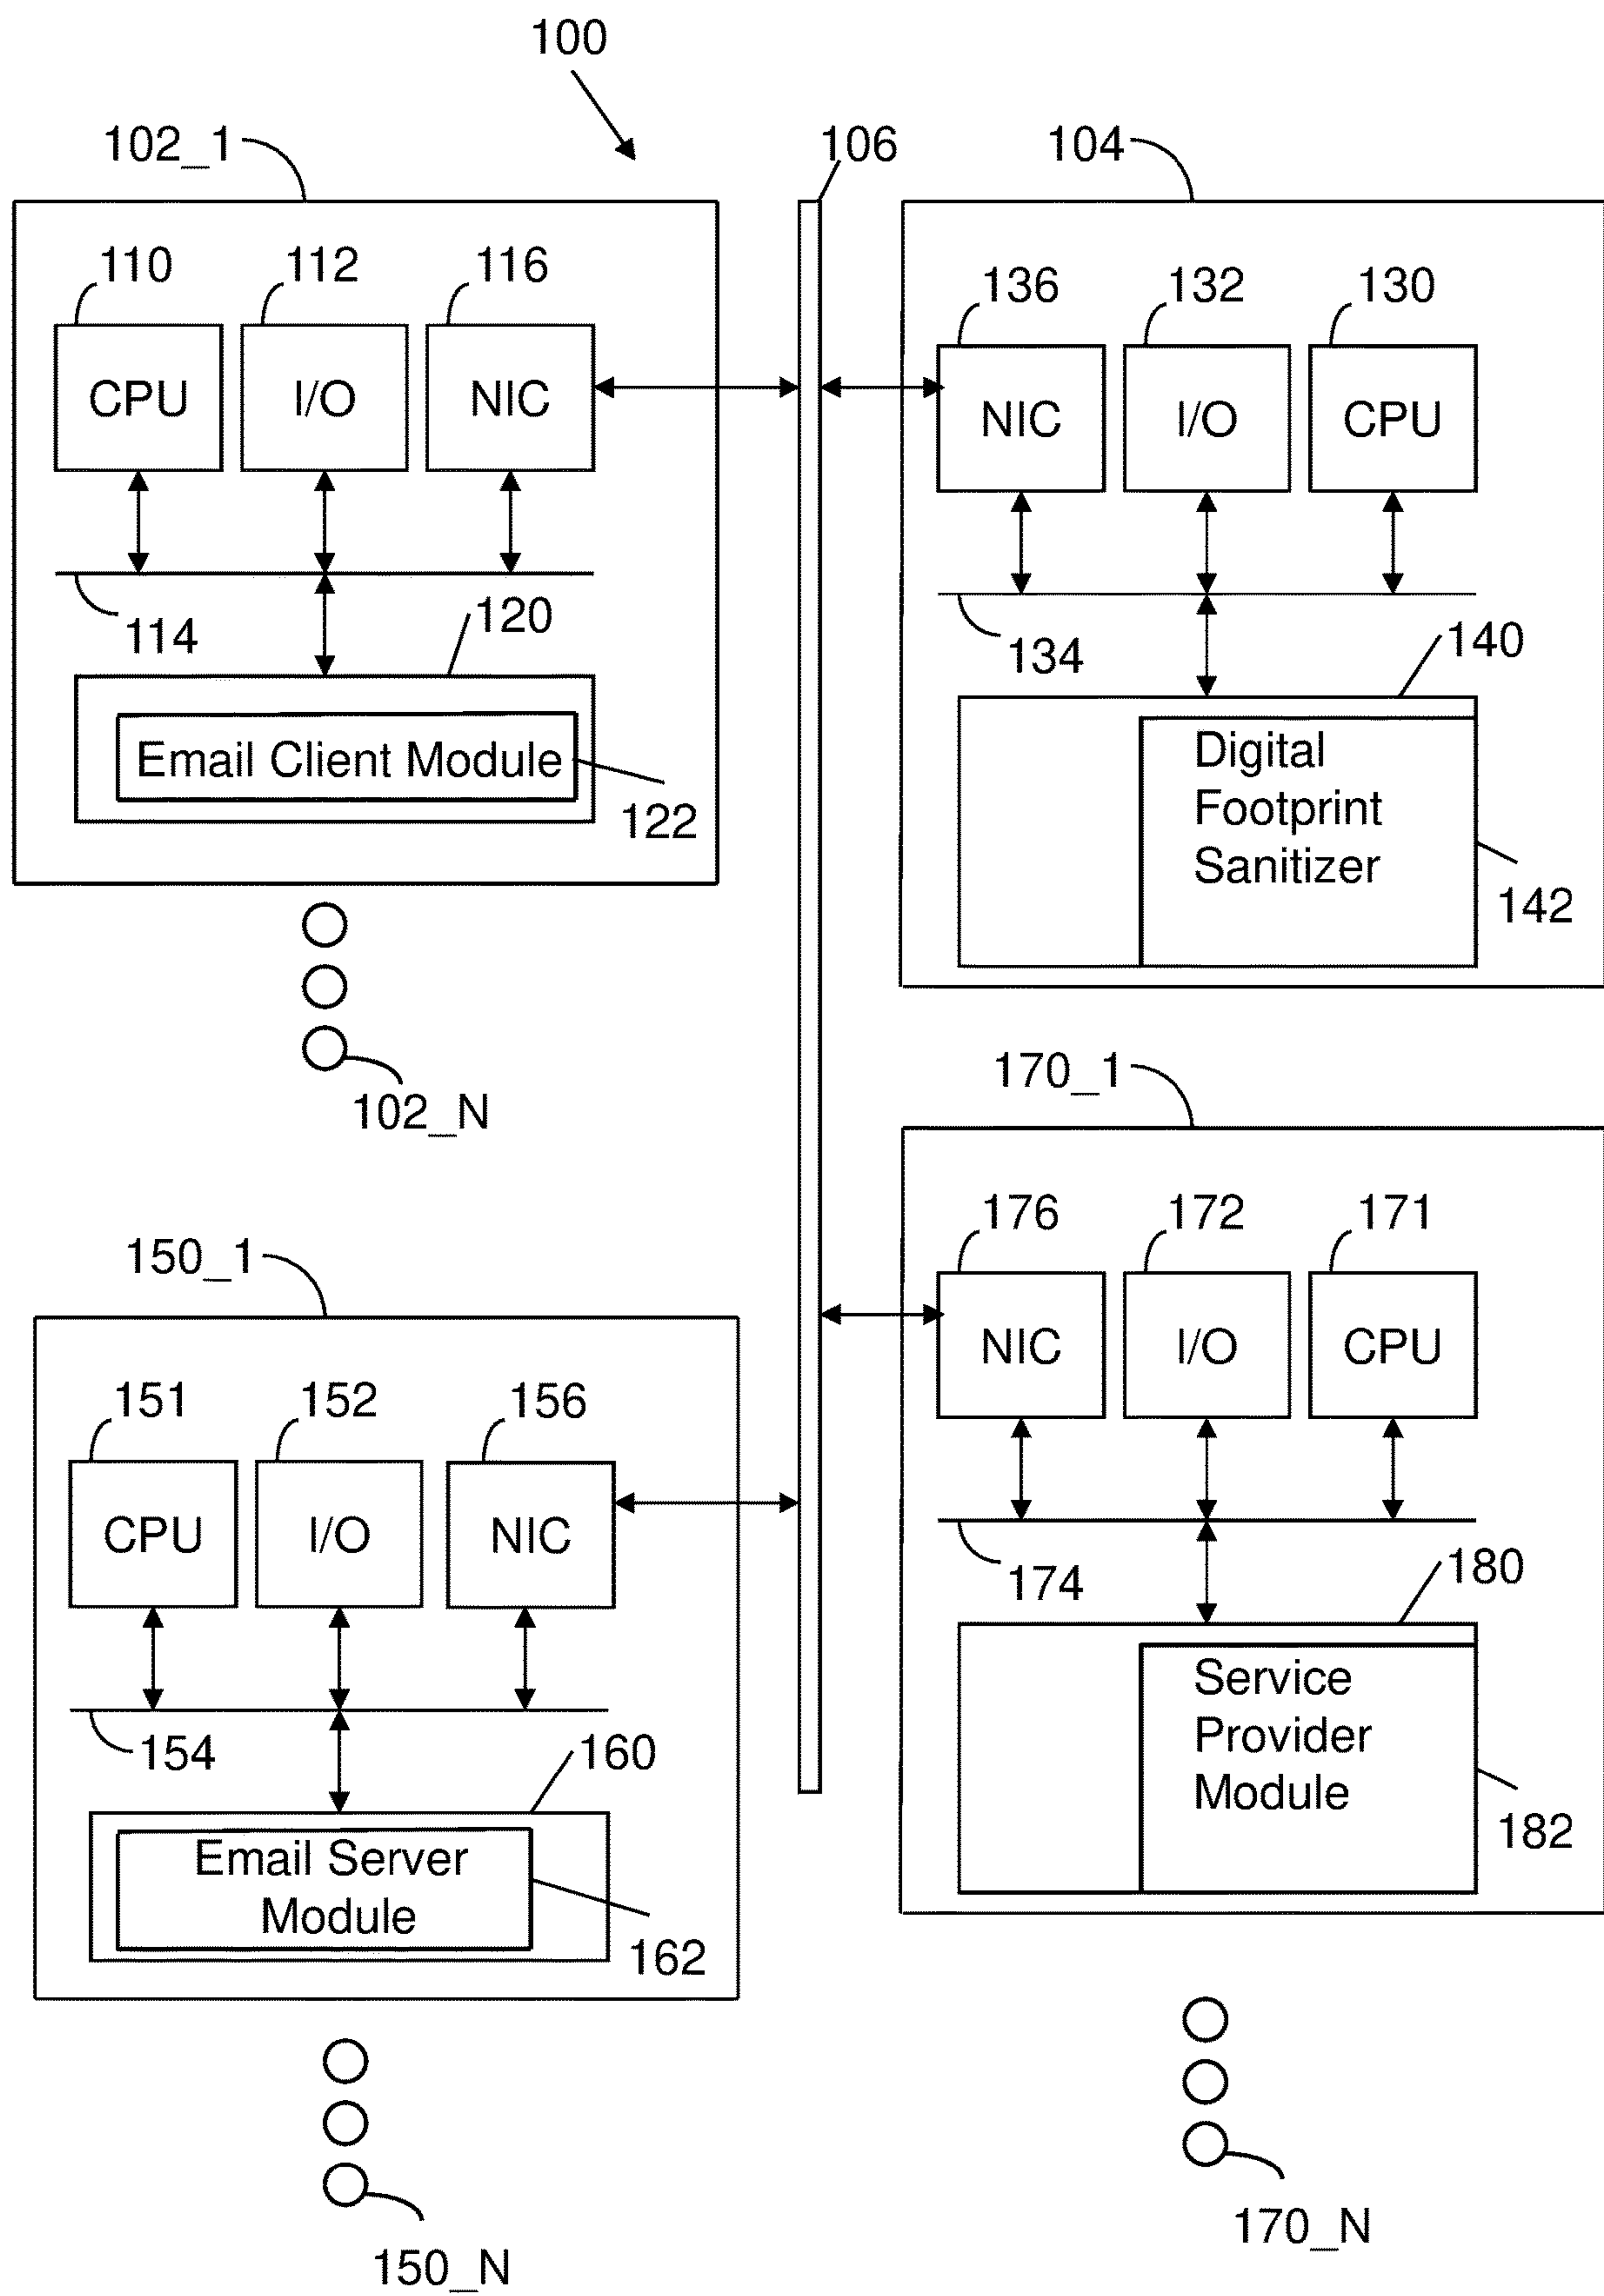 100
102_1
106
104
110
112
116
CPU
I/O
NIC
114
120
Email Client Module
122
102_N
136
132
130
NIC
I/O
CPU
134
140
Digital
Footprint
Sanitizer
142
150_1
151
152
156
CPU
I/O
NIC
154
160
Email Server
Module
162
150_N
170_1
176
172
171
NIC
I/O
CPU
174
180
Service
Provider
Module
182
170_N